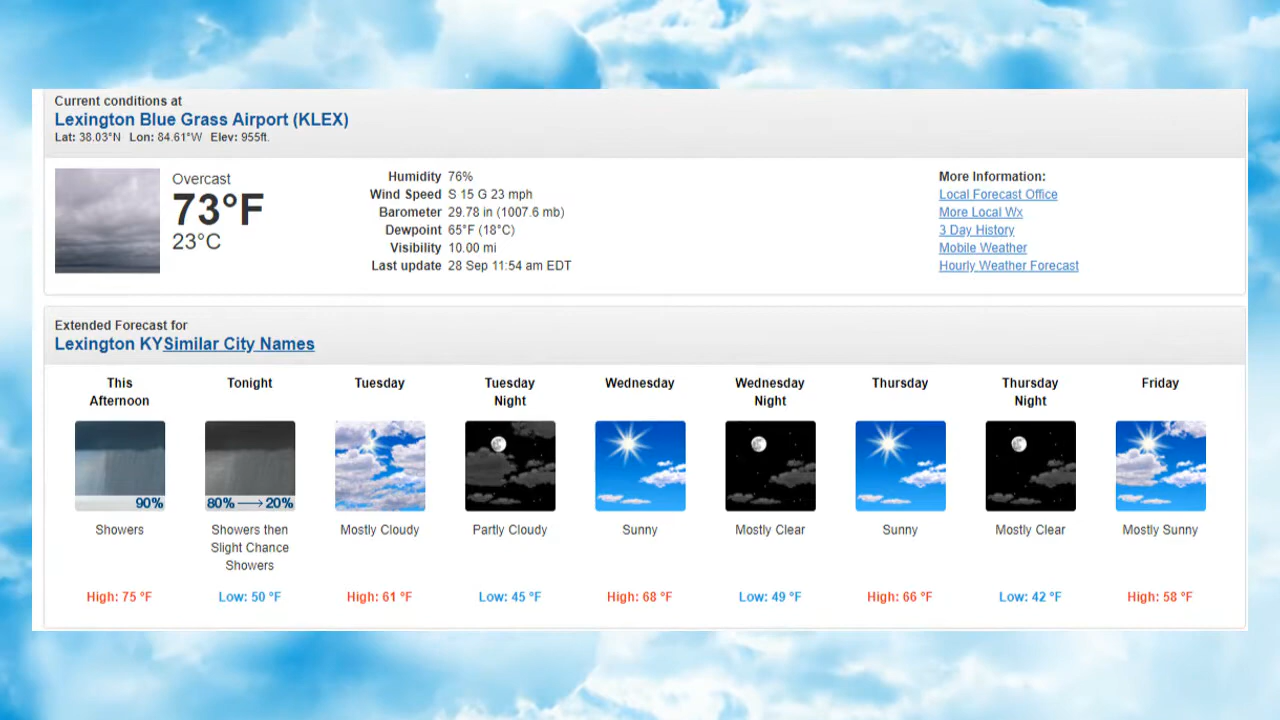 Current conditions at
Lexington Blue Grass Airport (KLEX)
Lat: 38.03°N Lon: 84.61°W Elev: 955ft.
Overcast
73°F
23°C
Humidity 76%
Wind Speed S 15 G 23 mph
Barometer 29.78 in (1007.6 mb)
Dewpoint 65°F (18°C)
Visibility 10.00 mi
Last update 28 Sep 11:54 am EDT
More Information:
Local Forecast Office
More Local Wx
3 Day History
Mobile Weather
Hourly Weather Forecast
Extended Forecast for
Lexington KYSimilar City Names
This
Afternoon
90%
Showers
High: 75 °F
Tonight
80% → 20%
Showers then
Slight Chance
Showers
Low: 50 °F
Tuesday
Mostly Cloudy
High: 61 °F
Tuesday
Night
Partly Cloudy
Low: 45 °F
Wednesday
Sunny
High: 68 °F
Wednesday
Night
Mostly Clear
Low: 49 °F
Thursday
Sunny
High: 66 °F
Thursday
Night
Mostly Clear
Low: 42 °F
Friday
Mostly Sunny
High: 58 °F